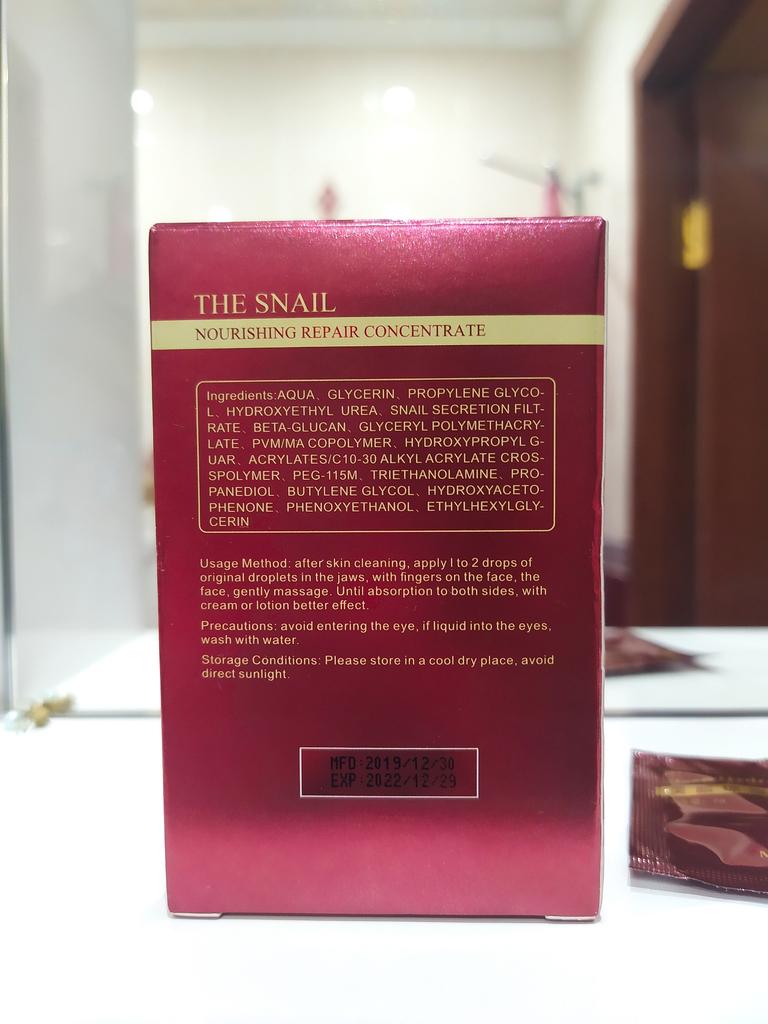 THE SNAIL
NOURISHING REPAIR CONCENTRATE
Ingredients:AQUA、GLYCERIN、PROPYLENE GLYCO-
L、HYDROXYETHYL UREA、SNAIL SECRETION FILT-
RATE、BETA-GLUCAN、GLYCERYL POLYMETHACRY-
LATE、PVM/MA COPOLYMER、HYDROXYPROPYL G-
UAR、ACRYLATES/C10-30 ALKYL ACRYLATE CROS-
SPOLYMER、PEG-115M、TRIETHANOLAMINE、PRO-
PANEDIOL、BUTYLENE GLYCOL、HYDROXYACETO-
PHENONE、PHENOXYETHANOL、ETHYLHEXYLGLY-
CERIN
Usage Method: after skin cleaning, apply l to 2 drops of
original droplets in the jaws, with fingers on the face, the
face, gently massage. Until absorption to both sides, with
cream or lotion better effect.
Precautions: avoid entering the eye, if liquid into the eyes,
wash with water.
Storage Conditions: Please store in a cool dry place, avoid
direct sunlight.
MFD:2019/12/30
EXP:2022/12/29